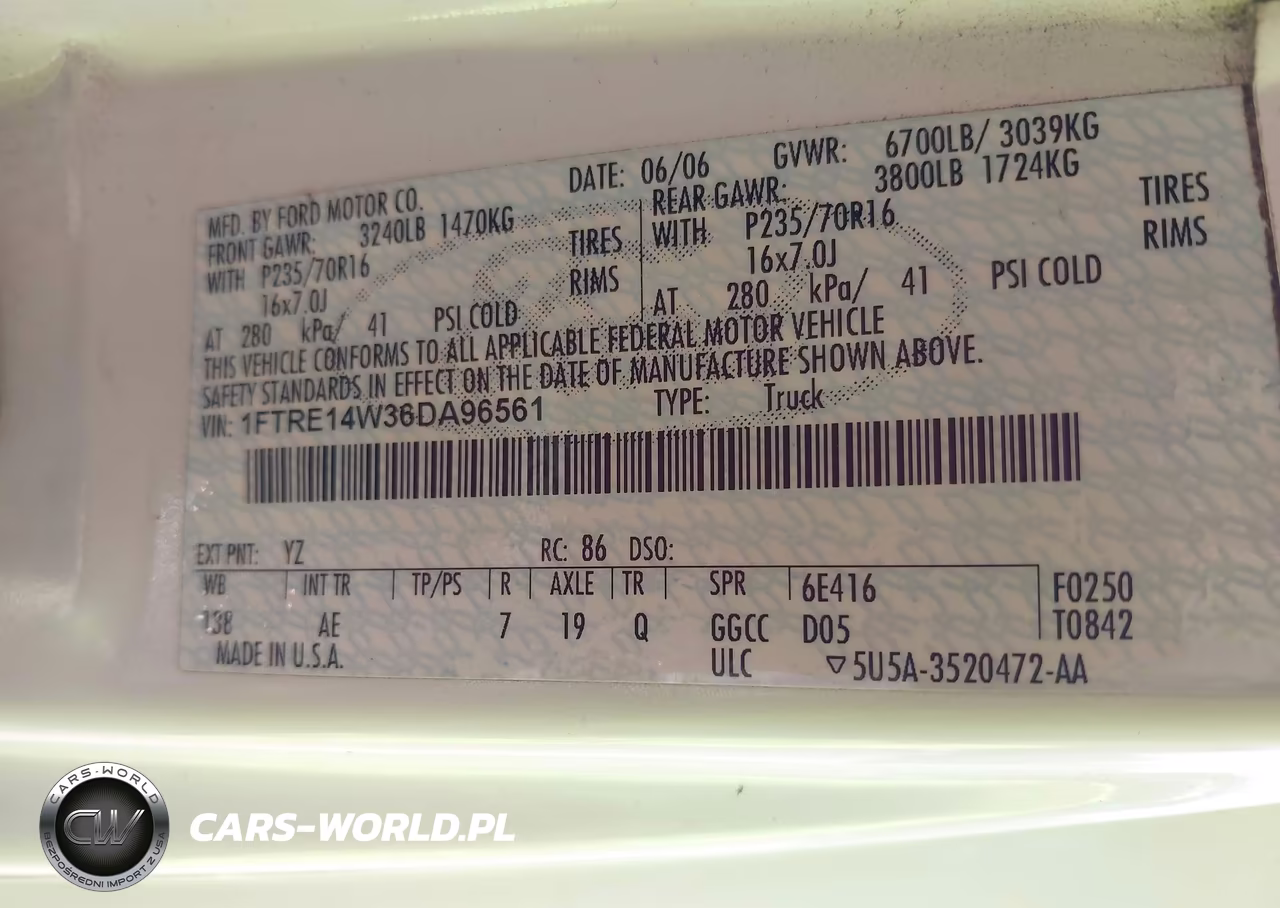 MFD. BY FORD MOTOR CO.
DATE: 06/06 GVWR: 6700LB/ 3039KG
FRONT GAWR: 3240LB 1470KG
REAR GAWR: 3800LB 1724KG
WITH P235/70R16 TIRES
WITH P235/70R16 TIRES
16x7.0J RIMS
16x7.0J RIMS
AT 280 kPa/ 41 PSI COLD
AT 280 kPa/ 41 PSI COLD
THIS VEHICLE CONFORMS TO ALL APPLICABLE FEDERAL MOTOR VEHICLE
SAFETY STANDARDS IN EFFECT ON THE DATE OF MANUFACTURE SHOWN ABOVE.
VIN: 1FTRE14W36DA96561 TYPE: Truck
EXT PNT: YZ RC: 86 DSO:
WB INT TR TP/PS R AXLE TR SPR 6E416 F0250
138 AE 7 19 Q GGCC D05 T0842
MADE IN U.S.A. ULC ▽5U5A-3520472-AA
CARS-WORLD
CW
BEZPOŚREDNI IMPORT Z USA
CARS-WORLD.PL